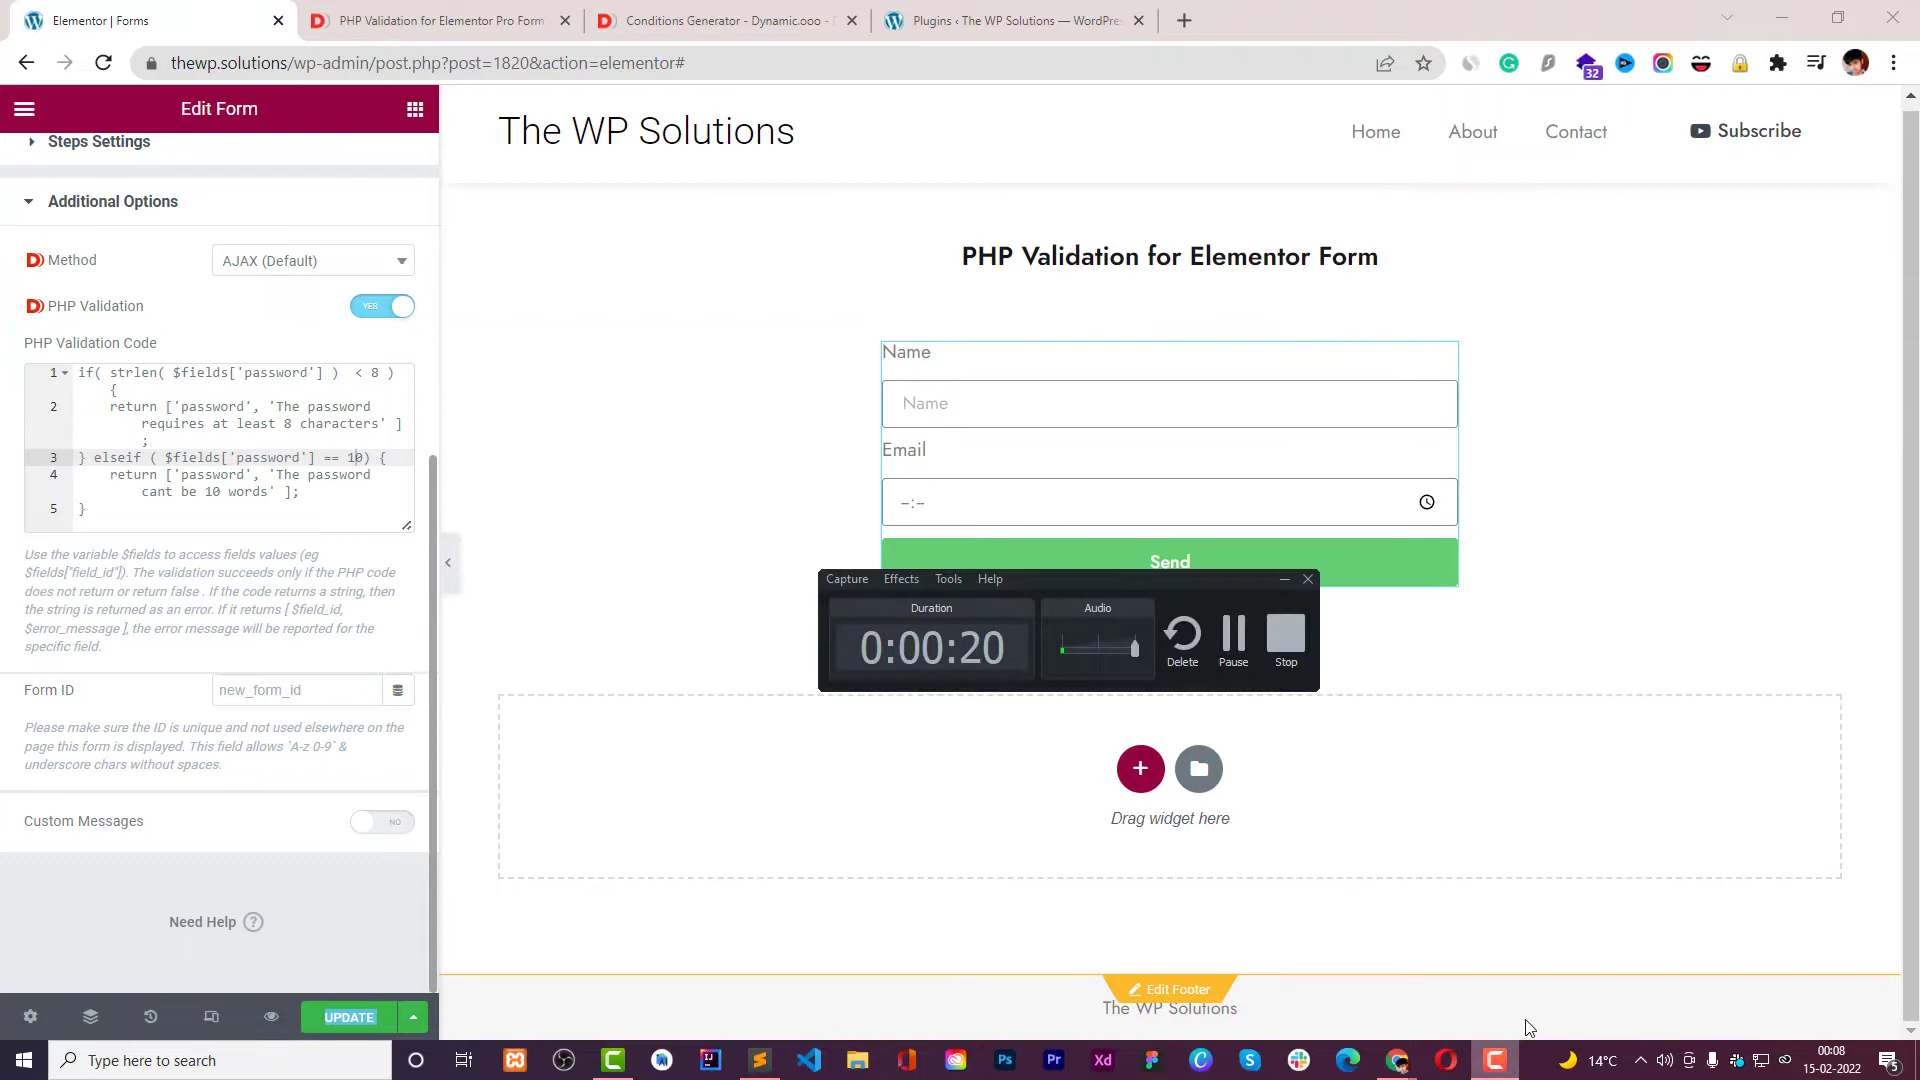 Elementor | Forms
PHP Validation for Elementor Pro Form
Conditions Generator - Dynamic.ooo -
Plugins ‹ The WP Solutions — WordPre
thewp.solutions/wp-admin/post.php?post=1820&action=elementor#
32
Edit Form
Steps Settings
Additional Options
Method
AJAX (Default)
PHP Validation
YES
PHP Validation Code
1 if( strlen( $fields['password'] )  < 8 )
{
2 return ['password', 'The password
requires at least 8 characters' ]
;
3 } elseif ( $fields['password'] == 10) {
4 return ['password', 'The password
cant be 10 words' ];
5 }
Use the variable $fields to access fields values (eg
$fields["field_id"]). The validation succeeds only if the PHP code
does not return or return false . If the code returns a string, then
the string is returned as an error. If it returns [ $field_id,
$error_message ], the error message will be reported for the
specific field.
Form ID
new_form_id
Please make sure the ID is unique and not used elsewhere on the
page this form is displayed. This field allows `A-z 0-9` &
underscore chars without spaces.
Custom Messages
NO
Need Help ?
UPDATE
The WP Solutions
Home
About
Contact
Subscribe
PHP Validation for Elementor Form
Name
Name
Email
--:--
Send
Capture
Effects
Tools
Help
Duration
0:00:20
Audio
Delete
Pause
Stop
Drag widget here
Edit Footer
The WP Solutions
Type here to search
Ps
Pr
Xd
14°C
00:08
15-02-2022
5